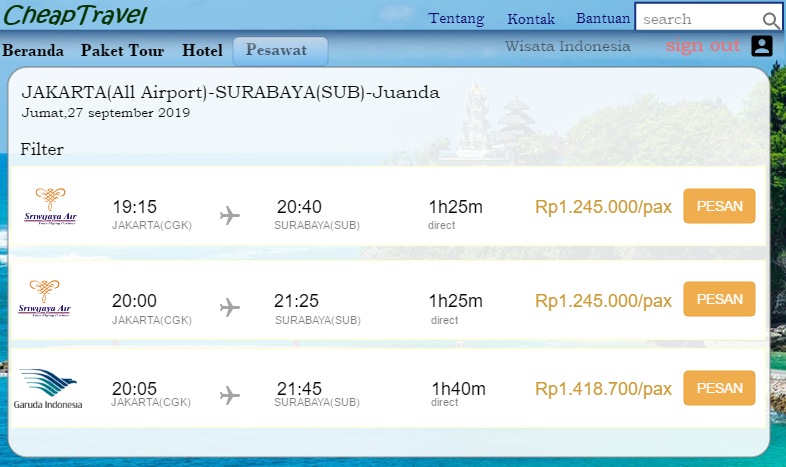 CheapTravel
Tentang Kontak Bantuan search
Beranda Paket Tour Hotel Pesawat Wisata Indonesia sign out
JAKARTA(All Airport)-SURABAYA(SUB)-Juanda
Jumat,27 september 2019
Filter
Sriwijaya Air
19:15 20:40 1h25m Rp1.245.000/pax PESAN
JAKARTA(CGK) SURABAYA(SUB) direct
Sriwijaya Air
20:00 21:25 1h25m Rp1.245.000/pax PESAN
JAKARTA(CGK) SURABAYA(SUB) direct
Garuda Indonesia
20:05 21:45 1h40m Rp1.418.700/pax PESAN
JAKARTA(CGK) SURABAYA(SUB) direct